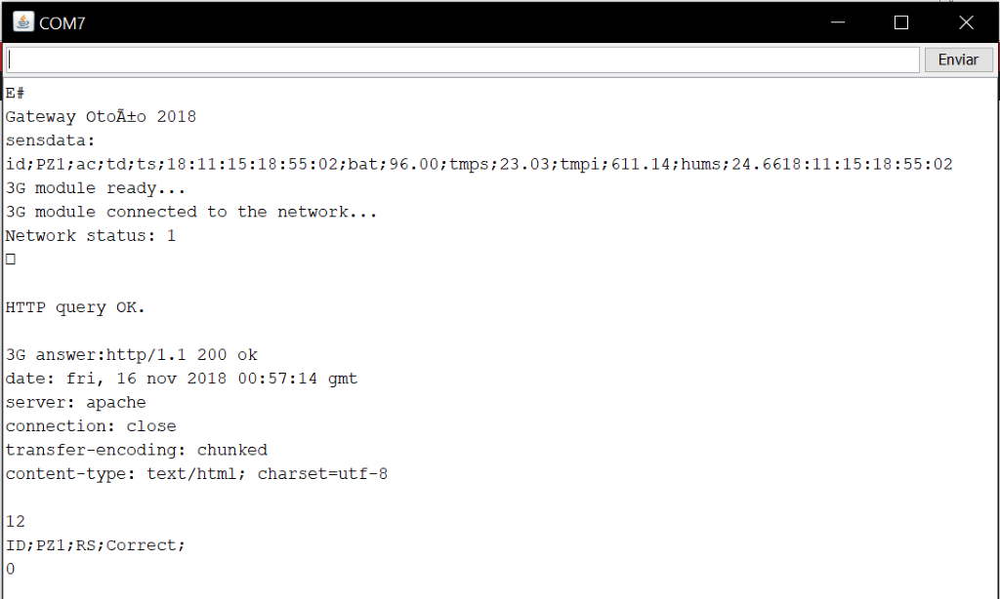 COM7
Enviar
E#
Gateway OtoÃ±o 2018
sensdata:
id;PZ1;ac;td;ts;18:11:15:18:55:02;bat;96.00;tmps;23.03;tmpi;611.14;hums;24.6618:11:15:18:55:02
3G module ready...
3G module connected to the network...
Network status: 1
□
HTTP query OK.
3G answer:http/1.1 200 ok
date: fri, 16 nov 2018 00:57:14 gmt
server: apache
connection: close
transfer-encoding: chunked
content-type: text/html; charset=utf-8
12
ID;PZ1;RS;Correct;
0